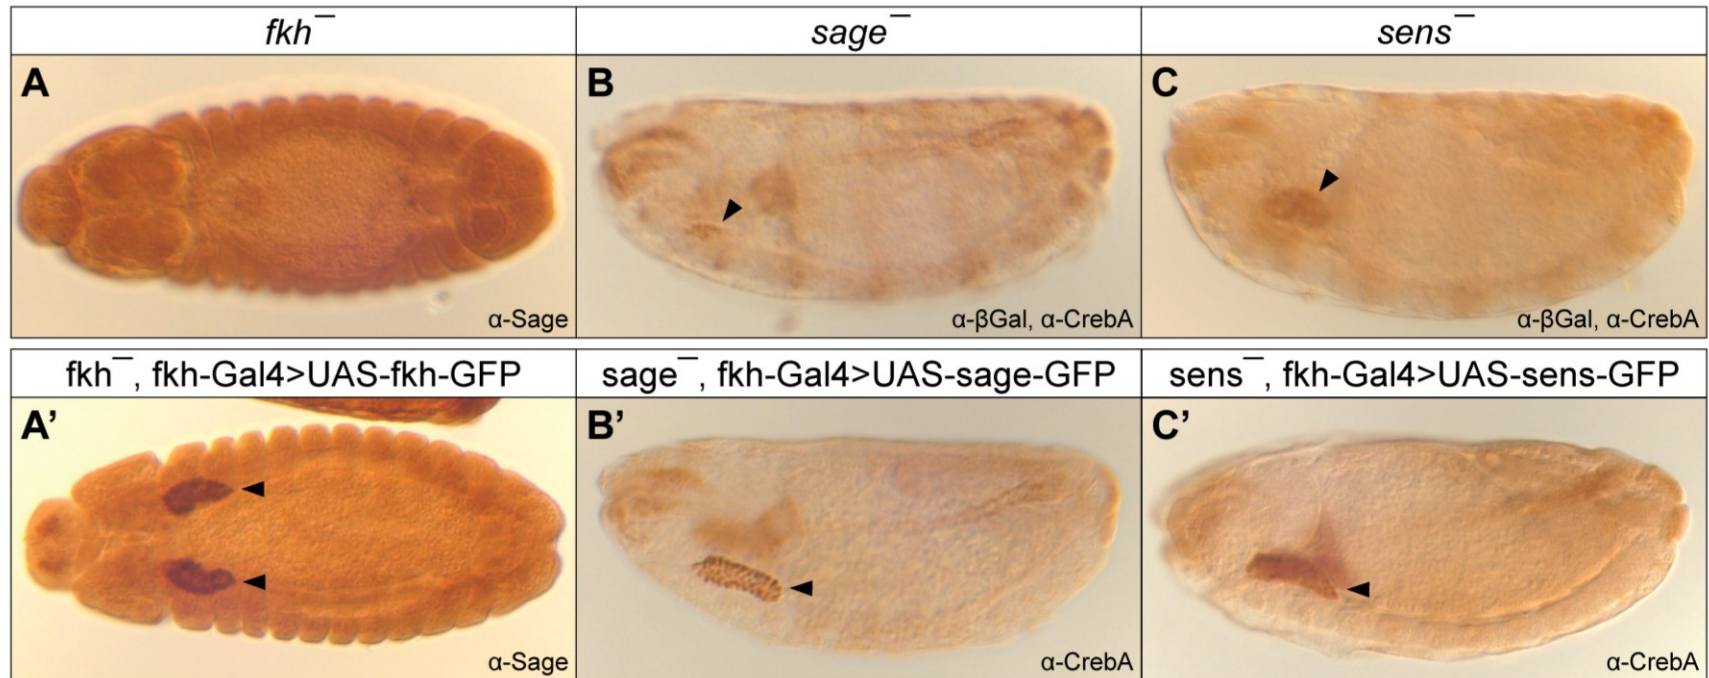 fkh⁻
sage⁻
sens⁻
A
α-Sage
B
α-βGal, α-CrebA
C
α-βGal, α-CrebA
fkh⁻, fkh-Gal4>UAS-fkh-GFP
sage⁻, fkh-Gal4>UAS-sage-GFP
sens⁻, fkh-Gal4>UAS-sens-GFP
A’
α-Sage
B’
α-CrebA
C’
α-CrebA